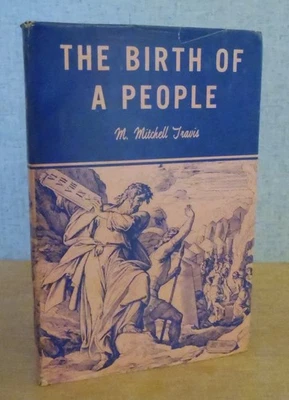 THE BIRTH OF
A PEOPLE
M. Mitchell Travis